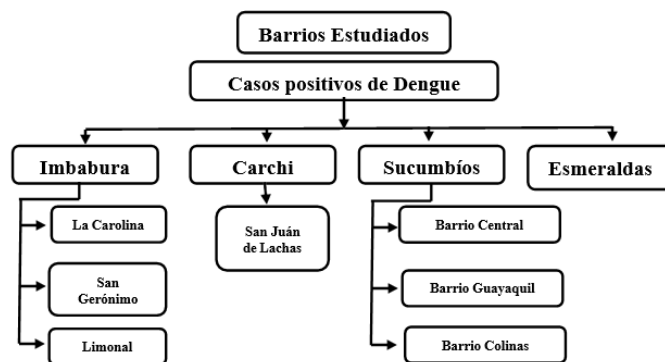 Barrios Estudiados
Casos positivos de Dengue
Imbabura
Carchi
Sucumbíos
Esmeraldas
La Carolina
San
Gerónimo
Limonal
San Juán
de Lachas
Barrio Central
Barrio Guayaquil
Barrio Colinas